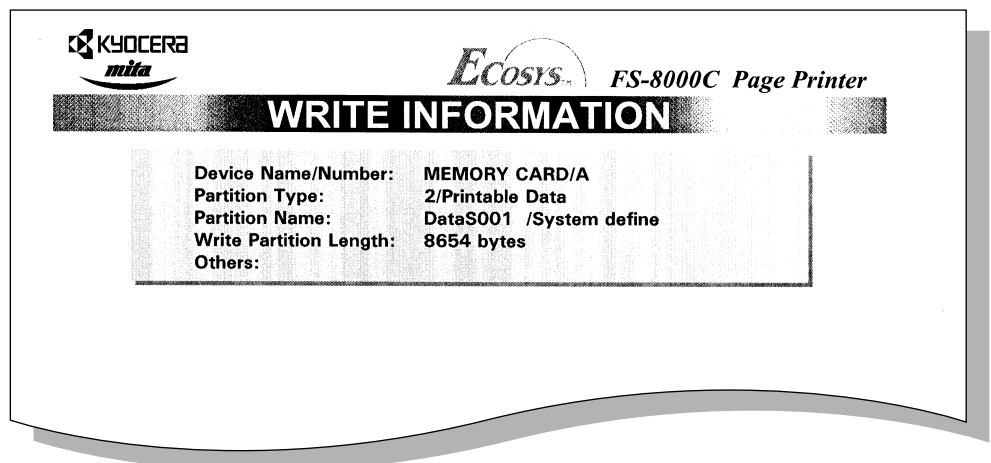 KYOCERA
mita
ECOSYS™ FS-8000C Page Printer
WRITE INFORMATION
Device Name/Number: MEMORY CARD/A
Partition Type: 2/Printable Data
Partition Name: DataS001 /System define
Write Partition Length: 8654 bytes
Others: